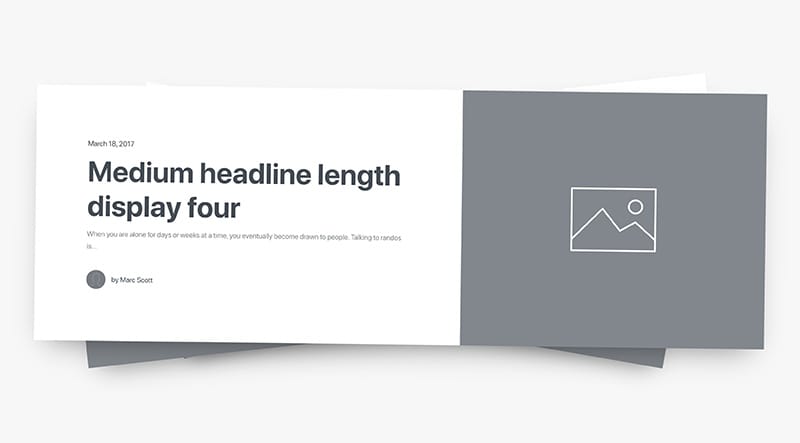 March 18, 2017
Medium headline length
display four
When you are alone for days or weeks at a time, you eventually become drawn to people. Talking to randos
is...
by Marc Scott